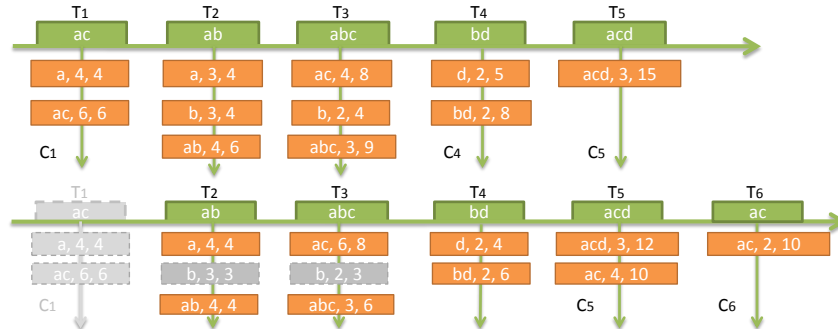 T1 T2 T3 T4 T5
ac ab abc bd acd
a, 4, 4 a, 3, 4 ac, 4, 8 d, 2, 5 acd, 3, 15
ac, 6, 6 b, 3, 4 b, 2, 4 bd, 2, 8
C1 ab, 4, 6 abc, 3, 9 C4 C5
T1 T2 T3 T4 T5 T6
ac ab abc bd acd ac
a, 4, 4 a, 4, 4 ac, 6, 8 d, 2, 4 acd, 3, 12 ac, 2, 10
ac, 6, 6 b, 3, 3 b, 2, 3 bd, 2, 6 ac, 4, 10
C1 ab, 4, 4 abc, 3, 6 C5 C6